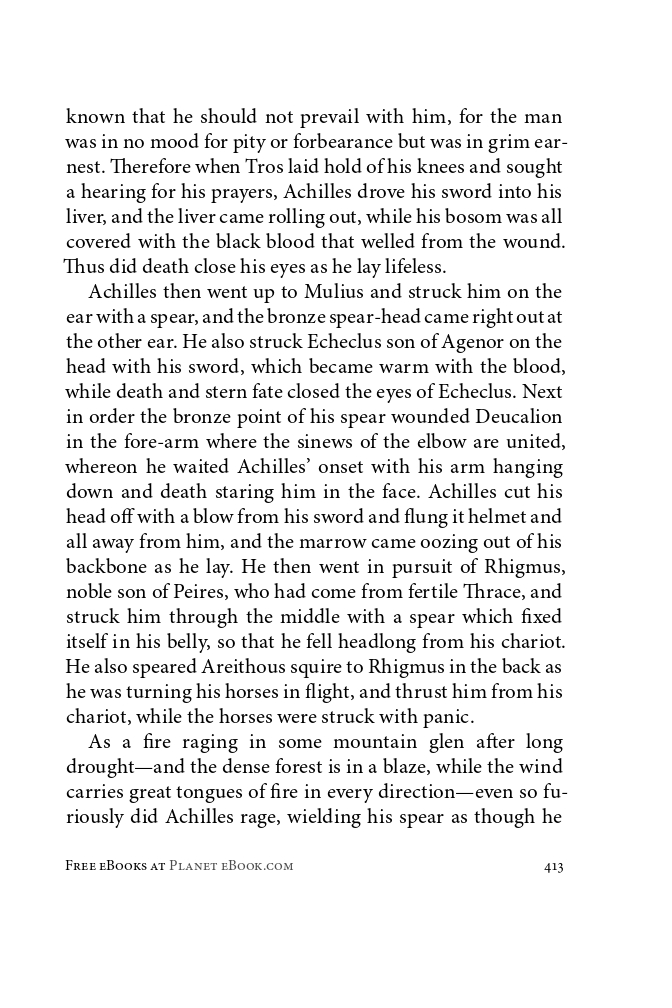 known that he should not prevail with him, for the man
was in no mood for pity or forbearance but was in grim ear-
nest. Therefore when Tros laid hold of his knees and sought
a hearing for his prayers, Achilles drove his sword into his
liver, and the liver came rolling out, while his bosom was all
covered with the black blood that welled from the wound.
Thus did death close his eyes as he lay lifeless.
Achilles then went up to Mulius and struck him on the
ear with a spear, and the bronze spear-head came right out at
the other ear. He also struck Echeclus son of Agenor on the
head with his sword, which became warm with the blood,
while death and stern fate closed the eyes of Echeclus. Next
in order the bronze point of his spear wounded Deucalion
in the fore-arm where the sinews of the elbow are united,
whereon he waited Achilles’ onset with his arm hanging
down and death staring him in the face. Achilles cut his
head off with a blow from his sword and flung it helmet and
all away from him, and the marrow came oozing out of his
backbone as he lay. He then went in pursuit of Rhigmus,
noble son of Peires, who had come from fertile Thrace, and
struck him through the middle with a spear which fixed
itself in his belly, so that he fell headlong from his chariot.
He also speared Areithous squire to Rhigmus in the back as
he was turning his horses in flight, and thrust him from his
chariot, while the horses were struck with panic.
As a fire raging in some mountain glen after long
drought—and the dense forest is in a blaze, while the wind
carries great tongues of fire in every direction—even so fu-
riously did Achilles rage, wielding his spear as though he
Free eBooks at Planet eBook.com 413